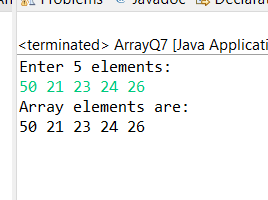 Problems Javadoc
<terminated> ArrayQ7 [Java Applicati
Enter 5 elements:
50 21 23 24 26
Array elements are:
50 21 23 24 26